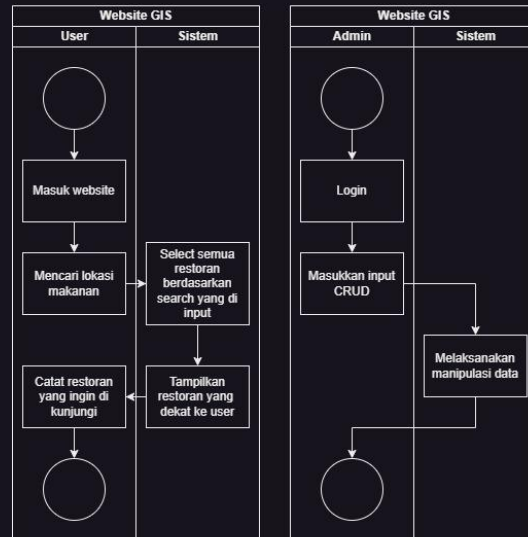 Website GIS
User
Sistem
Masuk website
Mencari lokasi
makanan
Select semua
restoran
berdasarkan
search yang di
input
Tampilkan
restoran yang
dekat ke user
Catat restoran
yang ingin di
kunjungi
Website GIS
Admin
Sistem
Login
Masukkan input
CRUD
Melaksanakan
manipulasi data